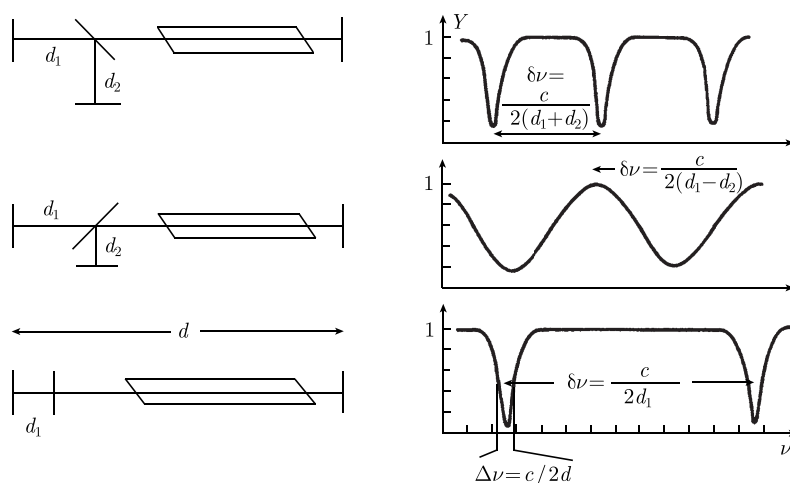 d₁
d₂
Y
1
δν=
c
2(d₁+d₂)
d₁
d₂
1
δν= c
2(d₁−d₂)
d
d₁
1
δν= c
2d₁
ν
Δν=c/2d